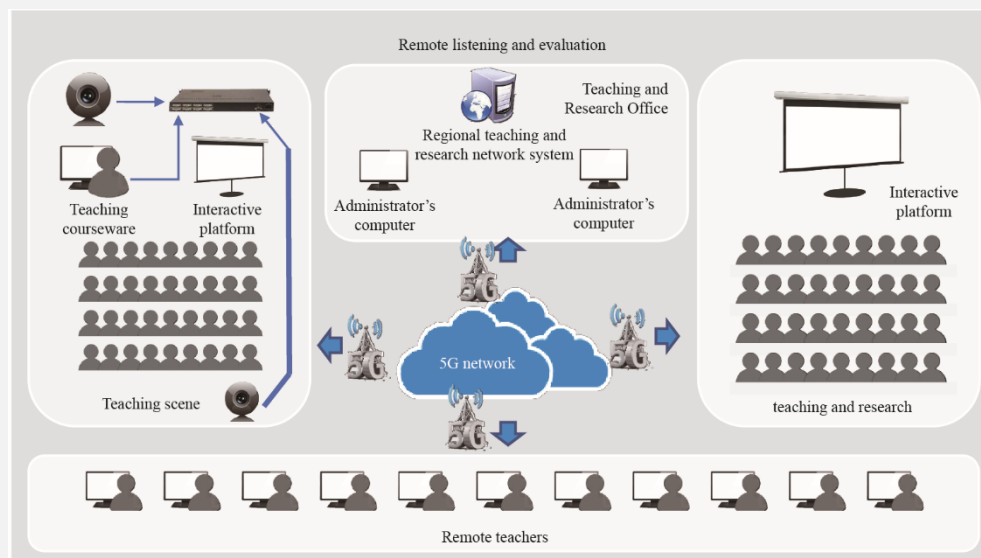 Remote listening and evaluation
Teaching and
Research Office
Regional teaching and
research network system
Administrator's
computer
Administrator's
computer
Teaching
courseware
Interactive
platform
Teaching scene
Interactive
platform
teaching and research
5G
5G
5G network
5G
5G
Remote teachers